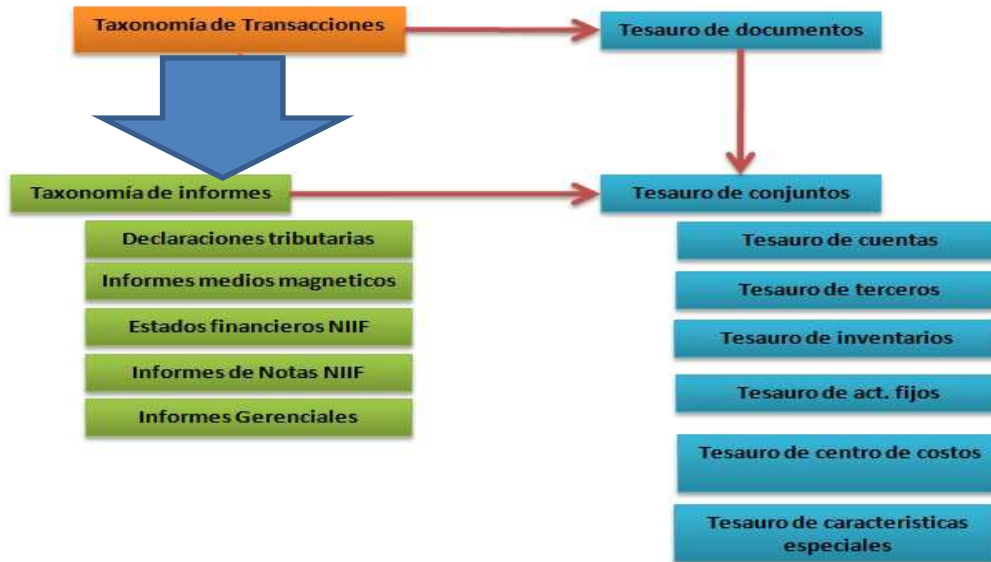 Taxonomía de Transacciones
Tesauro de documentos
Taxonomía de informes
Tesauro de conjuntos
Declaraciones tributarias
Informes medios magneticos
Estados financieros NIIF
Informes de Notas NIIF
Informes Gerenciales
Tesauro de cuentas
Tesauro de terceros
Tesauro de inventarios
Tesauro de act. fijos
Tesauro de centro de costos
Tesauro de caracteristicas
especiales